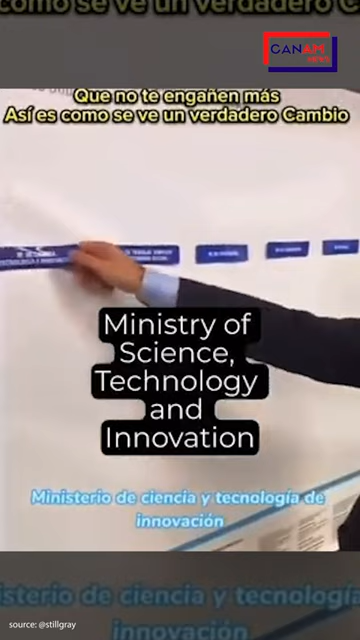 como se ve un verdadero C
CANAM
NEWS
Que no te engañen más
Así es como se ve un verdadero Cambio
Ministry of
Science,
Technology
and
Innovation
Ministerio de ciencia y tecnología de
innovación
sterio de ciencia y tecnología
innovación
source: @stillgray